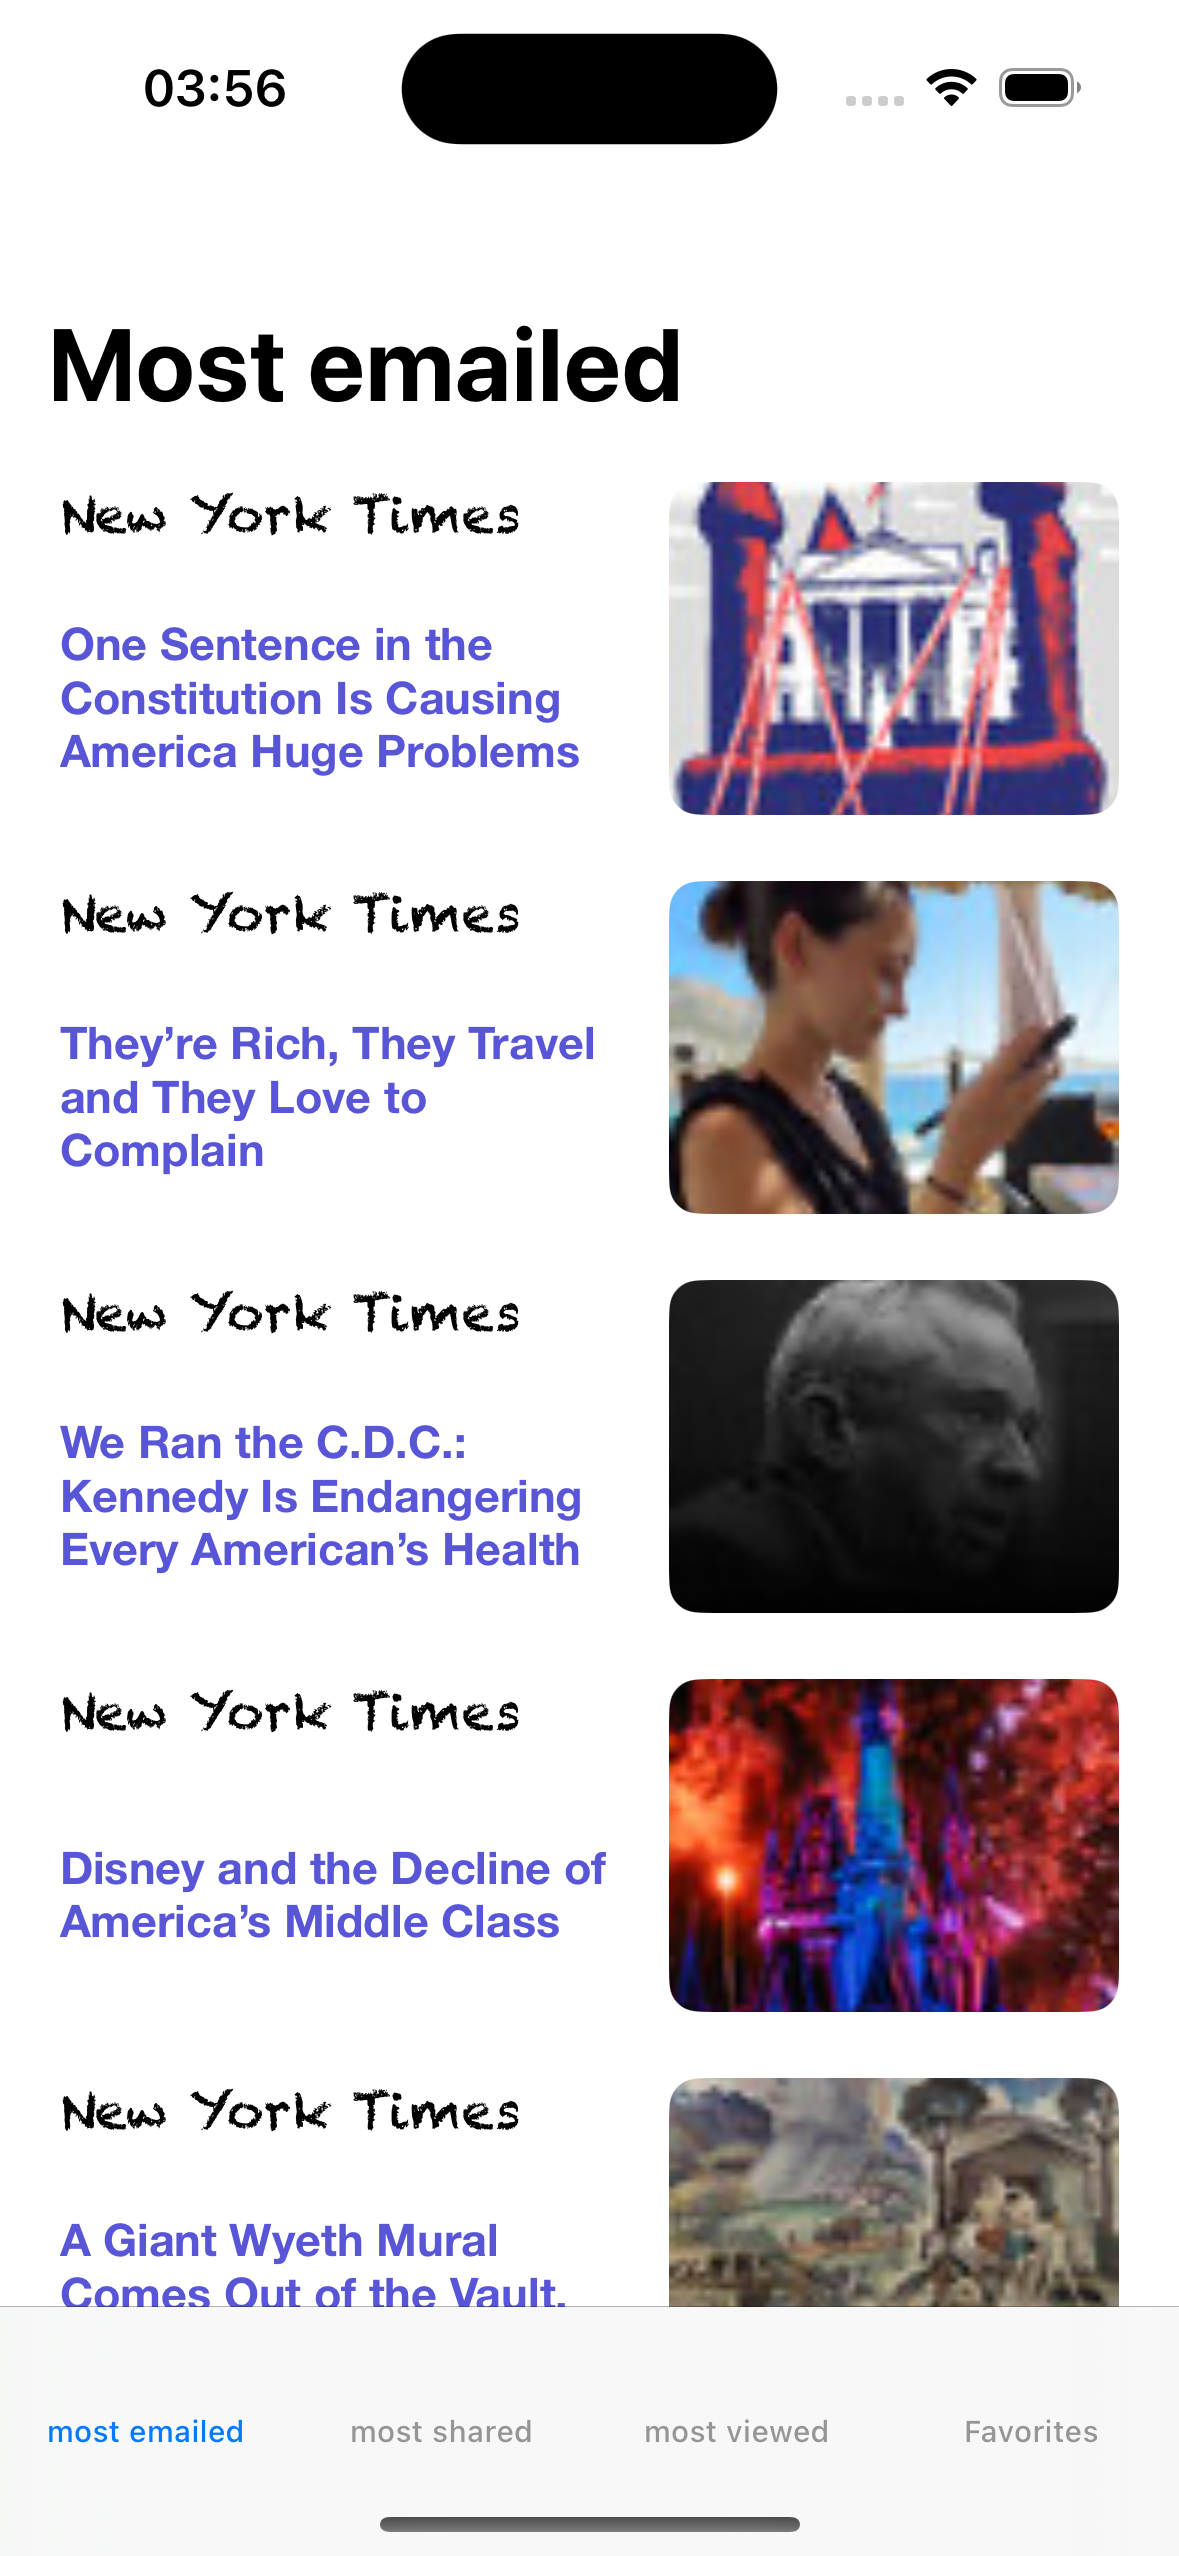 03:56
Most emailed
New York Times
One Sentence in the
Constitution Is Causing
America Huge Problems
New York Times
They’re Rich, They Travel
and They Love to
Complain
New York Times
We Ran the C.D.C.:
Kennedy Is Endangering
Every American’s Health
New York Times
Disney and the Decline of
America’s Middle Class
New York Times
A Giant Wyeth Mural
Comes Out of the Vault,
most emailed most shared most viewed Favorites